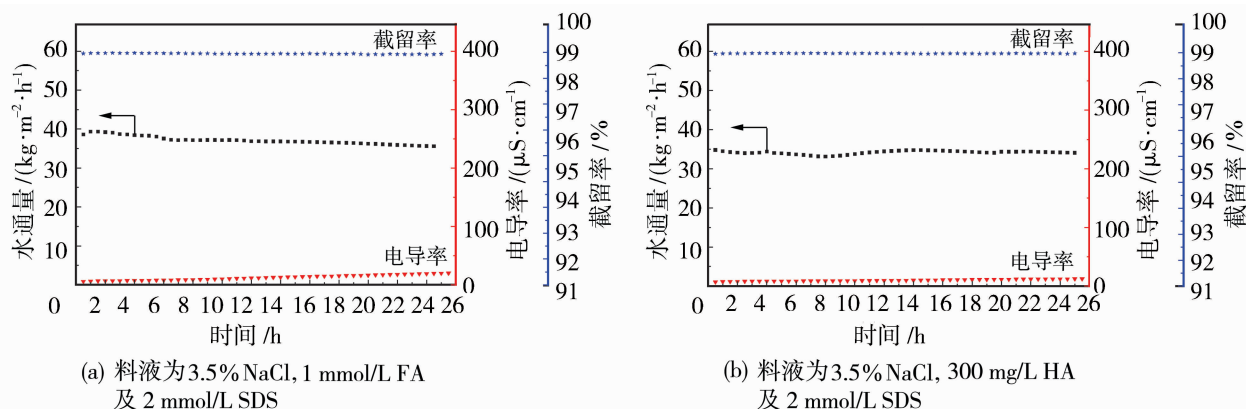 截留率
电导率
60
50
40
30
20
10
水通量/(kg·m⁻²·h⁻¹)
400
300
200
100
0
电导率/(μS·cm⁻¹)
100
99
98
97
96
95
94
93
92
91
截留率/%
0 2 4 6 8 10 12 14 16 18 20 22 24 26
时间/h
(a) 料液为3.5% NaCl, 1 mmol/L FA
及 2 mmol/L SDS
截留率
电导率
60
50
40
30
20
10
水通量/(kg·m⁻²·h⁻¹)
400
300
200
100
0
电导率/(μS·cm⁻¹)
100
99
98
97
96
95
94
93
92
91
截留率/%
0 2 4 6 8 10 12 14 16 18 20 22 24 26
时间/h
(b) 料液为3.5% NaCl, 300 mg/L HA
及 2 mmol/L SDS